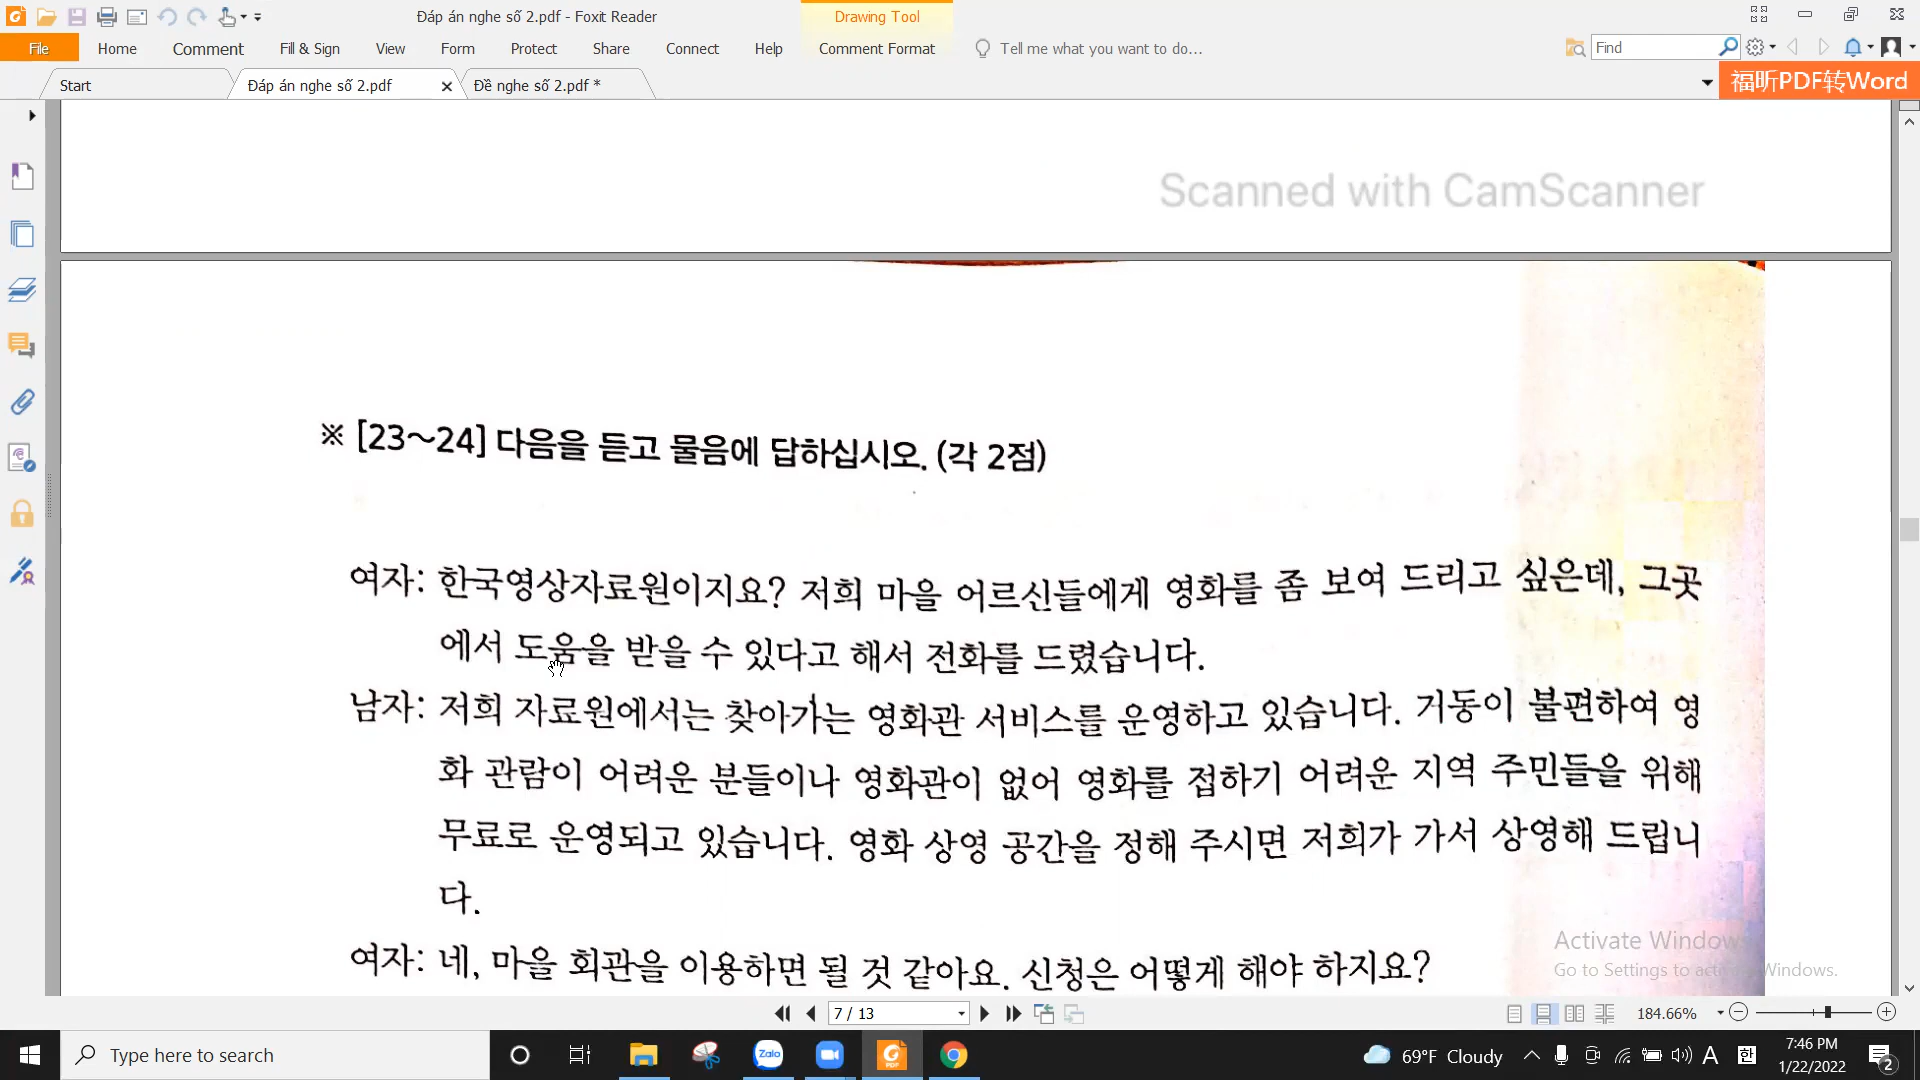 Đáp án nghe số 2.pdf - Foxit Reader
Drawing Tool
File
Home
Comment
Fill & Sign
View
Form
Protect
Share
Connect
Help
Comment Format
Tell me what you want to do...
Find
Start
Đáp án nghe số 2.pdf
Đề nghe số 2.pdf *
福昕PDF转Word
Scanned with CamScanner
※ [23~24] 다음을 듣고 물음에 답하십시오. (각 2점)
여자: 한국영상자료원이지요? 저희 마을 어르신들에게 영화를 좀 보여 드리고 싶은데, 그곳
에서 도움을 받을 수 있다고 해서 전화를 드렸습니다.
남자: 저희 자료원에서는 찾아가는 영화관 서비스를 운영하고 있습니다. 거동이 불편하여 영
화 관람이 어려운 분들이나 영화관이 없어 영화를 접하기 어려운 지역 주민들을 위해
무료로 운영되고 있습니다. 영화 상영 공간을 정해 주시면 저희가 가서 상영해 드립니
다.
여자: 네, 마을 회관을 이용하면 될 것 같아요. 신청은 어떻게 해야 하지요?
Activate Windows
Go to Settings to activate Windows.
7 / 13
184.66%
Type here to search
Zalo
PDF
69°F Cloudy
A
한
7:46 PM
1/22/2022
2